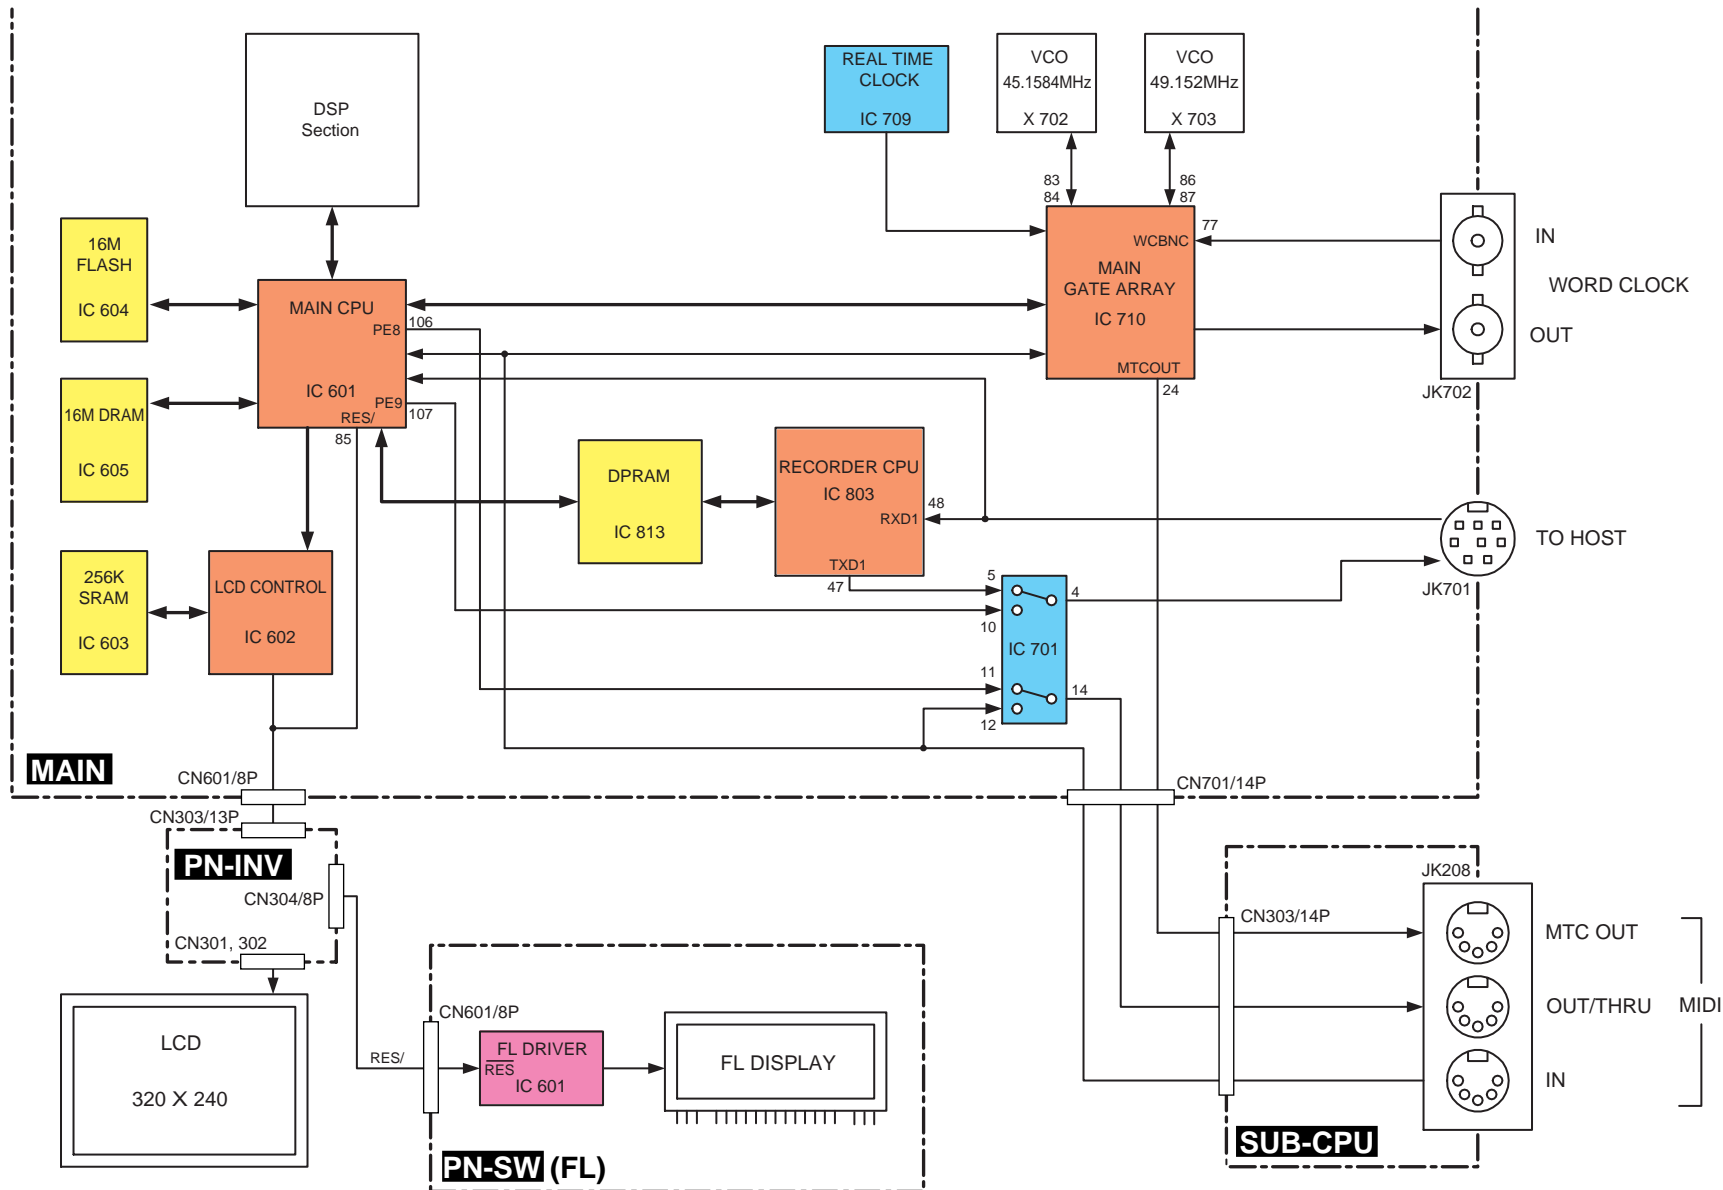 DSP
Section
REAL TIME
CLOCK
IC 709
VCO
45.1584MHz
X 702
VCO
49.152MHz
X 703
83
84
86
87
77
WCBNC
MAIN
GATE ARRAY
IC 710
MTCOUT
24
IN
WORD CLOCK
OUT
JK702
16M
FLASH
IC 604
MAIN CPU
PE8
106
IC 601
PE9
107
RES/
85
16M DRAM
IC 605
DPRAM
IC 813
RECORDER CPU
IC 803
48
RXD1
TXD1
47
TO HOST
JK701
256K
SRAM
IC 603
LCD CONTROL
IC 602
5
4
10
IC 701
11
14
12
MAIN
CN601/8P
CN701/14P
CN303/13P
PN-INV
CN304/8P
CN301, 302
LCD
320 X 240
RES/
CN601/8P
FL DRIVER
RES
IC 601
FL DISPLAY
PN-SW (FL)
JK208
CN303/14P
MTC OUT
OUT/THRU
MIDI
IN
SUB-CPU